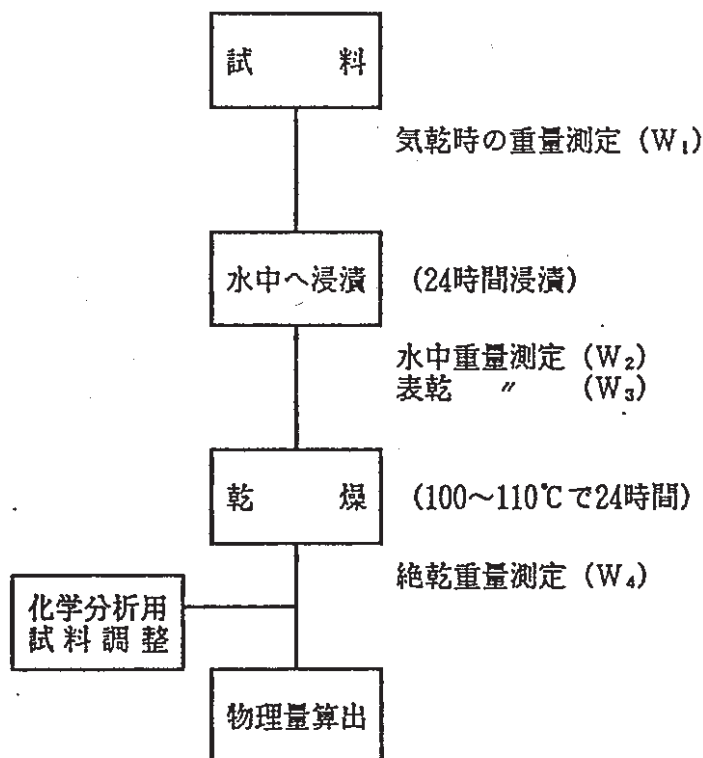 試　料
気乾時の重量測定 (W₁)
水中へ浸漬 (24時間浸漬)
水中重量測定 (W₂)
表乾　〃　(W₃)
乾　燥 (100〜110℃で24時間)
絶乾重量測定 (W₄)
化学分析用
試料調整
物理量算出